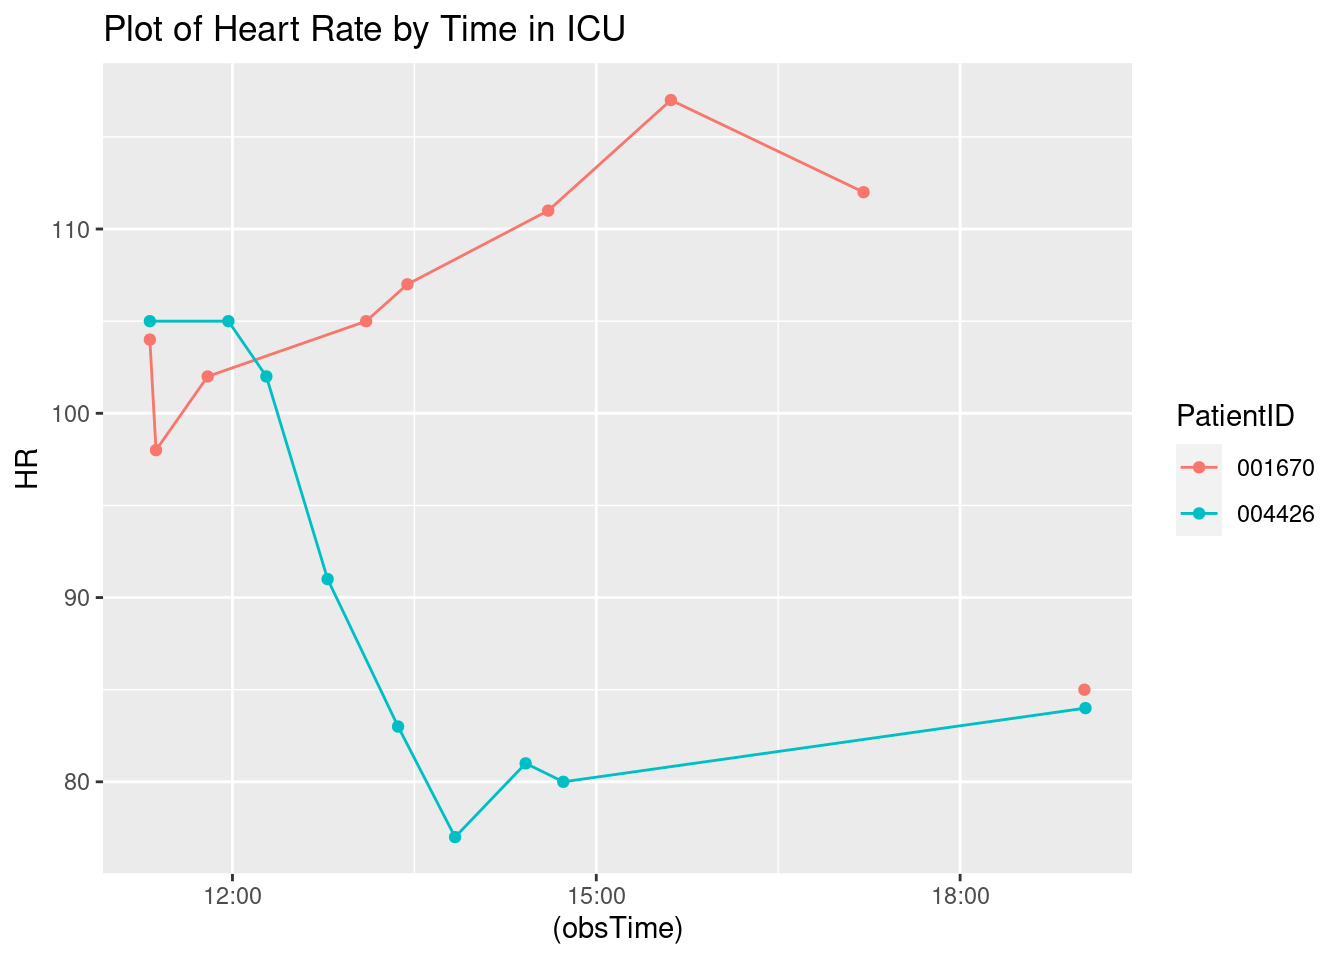 Plot of Heart Rate by Time in ICU
HR
110
100
90
80
12:00 15:00 18:00
(obsTime)
PatientID
001670
004426